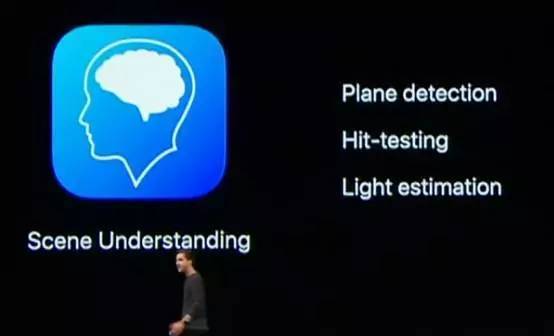 Scene Understanding
Plane detection
Hit-testing
Light estimation